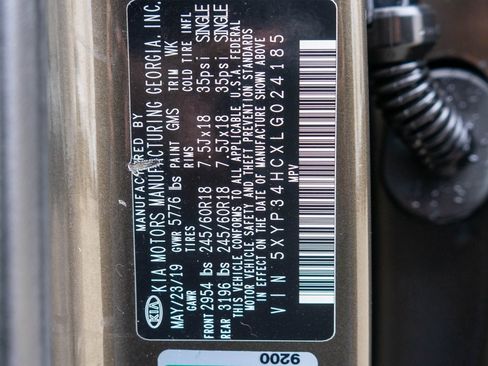 MANUFACTURED BY
KIA KIA MOTORS MANUFACTURING GEORGIA, INC.
MAY/23/19 GVWR 5776 lbs PAINT GMS TRIM WK
GAWR TIRES RIMS COLD TIRE INFL
FRONT 2954 lbs 245/60R18 7.5Jx18 35psi SINGLE
REAR 3196 lbs 245/60R18 7.5Jx18 35psi SINGLE
THIS VEHICLE CONFORMS TO ALL APPLICABLE U.S.A FEDERAL
MOTOR VEHICLE SAFETY AND THEFT PREVENTION STANDARDS
IN EFFECT ON THE DATE OF MANUFACTURE SHOWN ABOVE
VIN 5XYP34HCXLG024185
MPV
9200